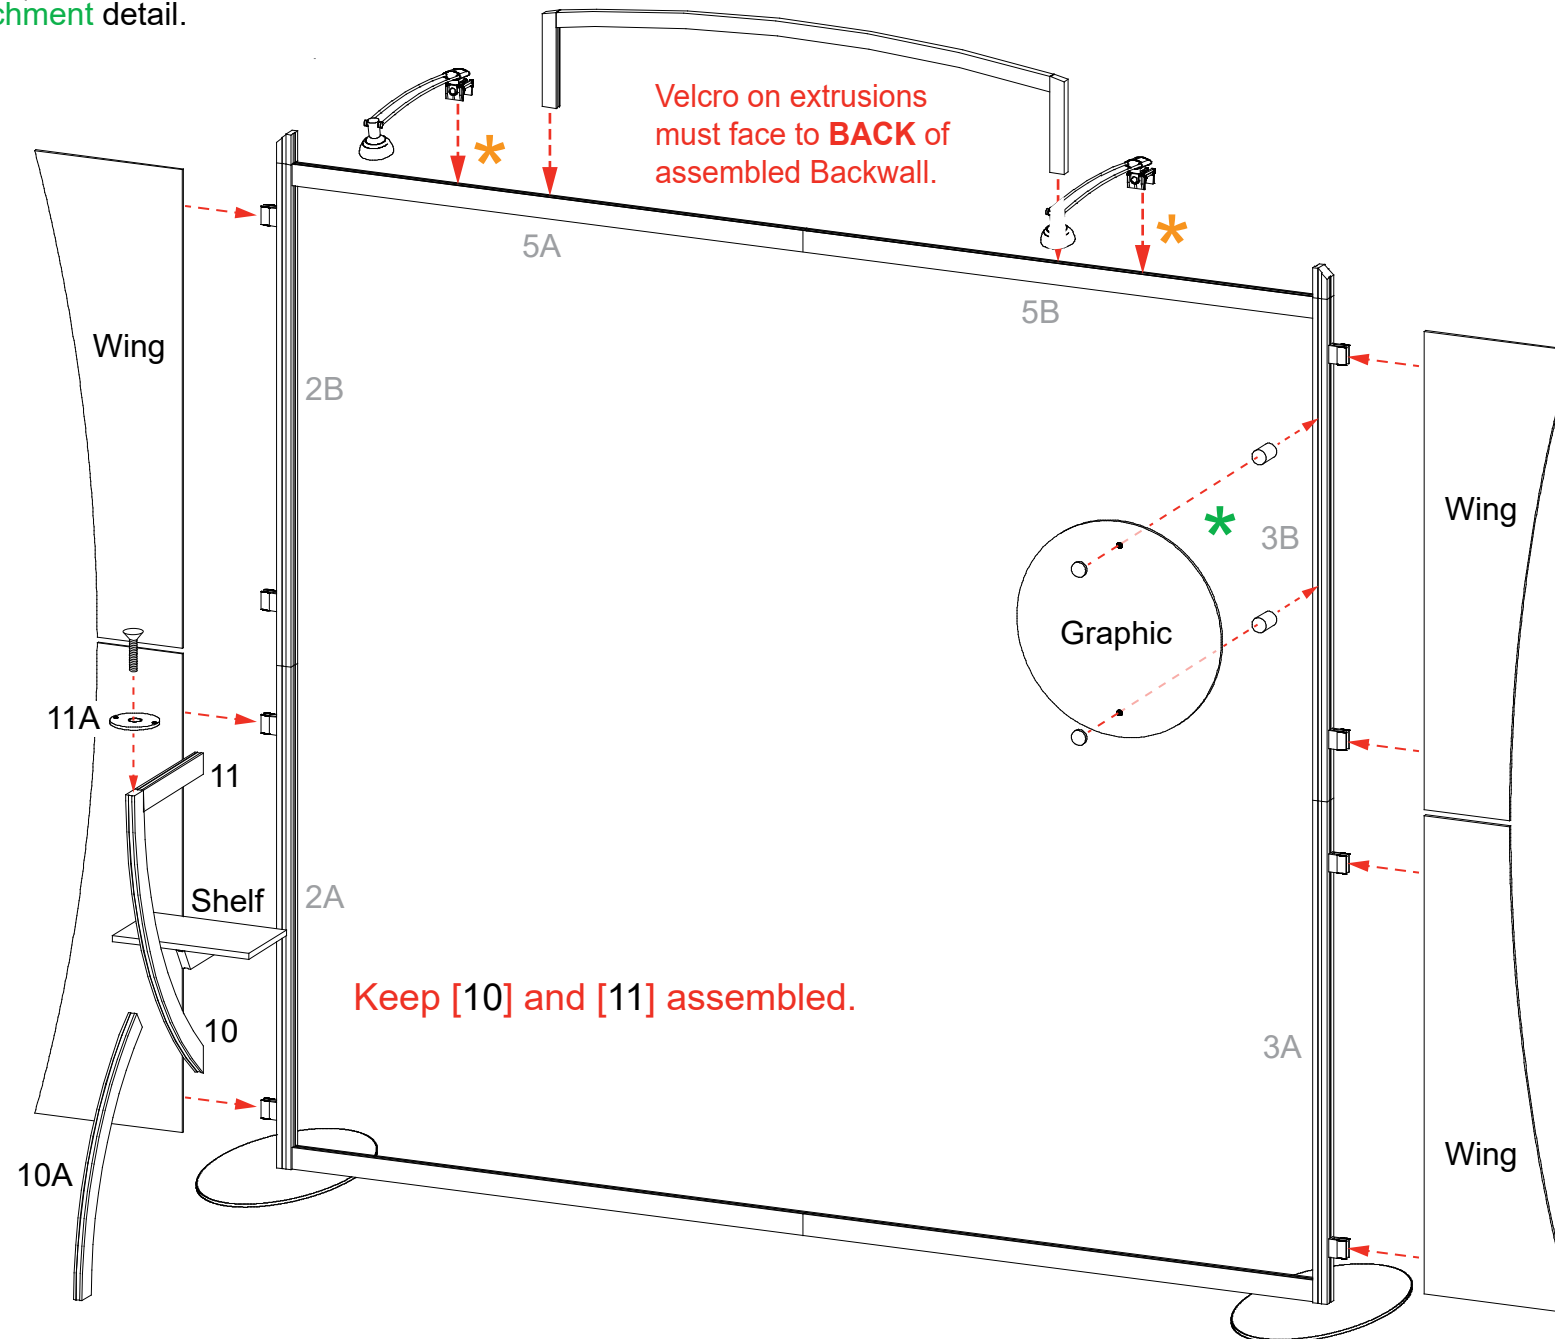 chment detail.
Velcro on extrusions
must face to BACK of
assembled Backwall.
*
*
5A
5B
Wing
2B
Wing
*
3B
Graphic
11A
11
Shelf
2A
Keep [10] and [11] assembled.
10
3A
10A
Wing